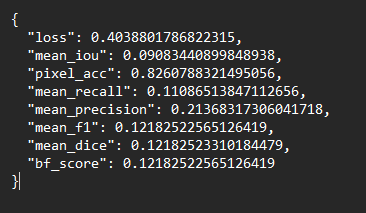 {
"loss": 0.4038801786822315,
"mean_iou": 0.09083440899848938,
"pixel_acc": 0.8260788321495056,
"mean_recall": 0.11086513847112656,
"mean_precision": 0.21368317306041718,
"mean_f1": 0.12182522565126419,
"mean_dice": 0.12182523310184479,
"bf_score": 0.12182522565126419
}